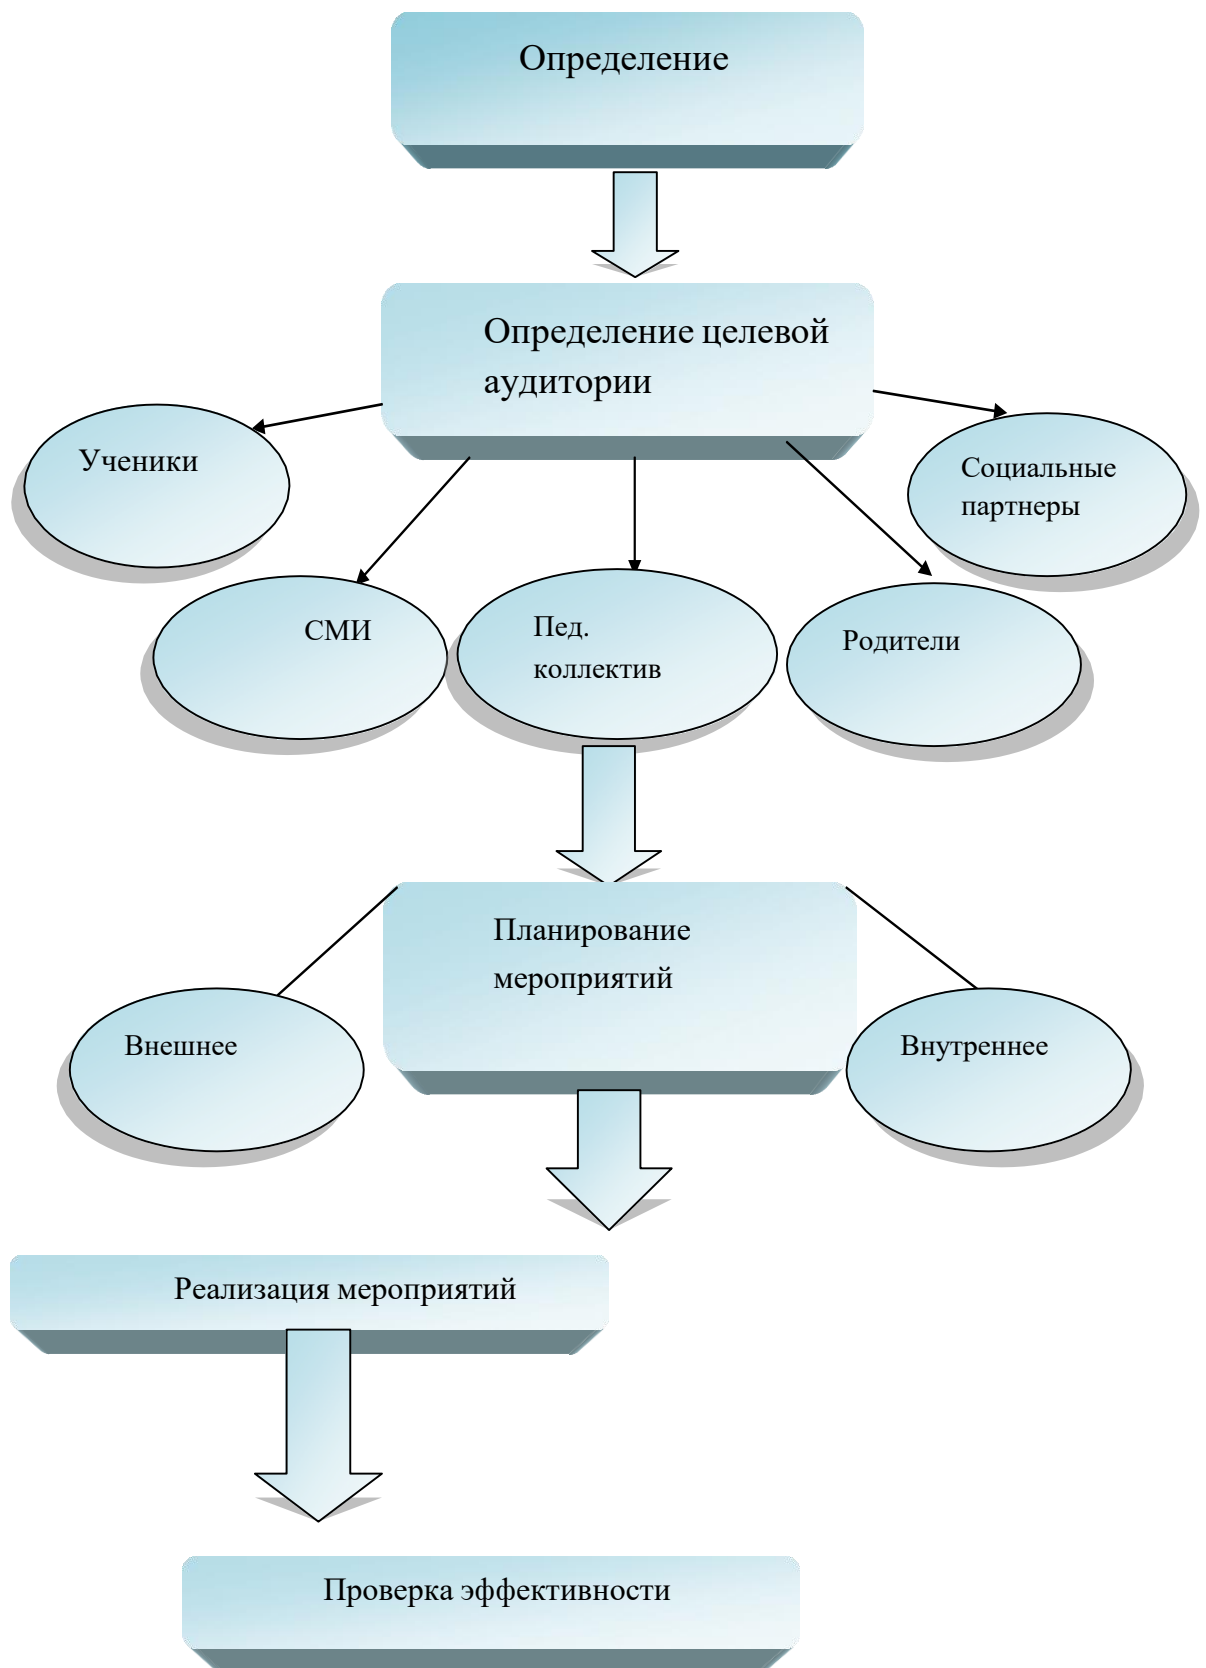 Определение
Определение целевой
аудитории
Ученики
Социальные
партнеры
СМИ
Пед.
коллектив
Родители
Планирование
мероприятий
Внешнее
Внутреннее
Реализация мероприятий
Проверка эффективности